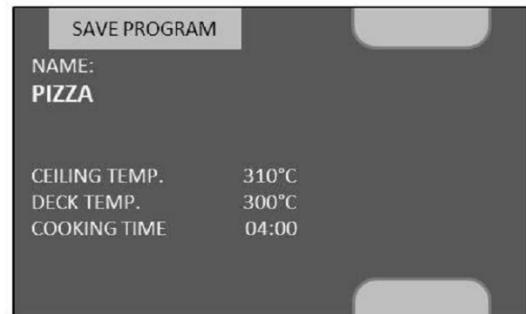 SAVE PROGRAM
NAME:
PIZZA
CEILING TEMP. 310°C
DECK TEMP. 300°C
COOKING TIME 04:00